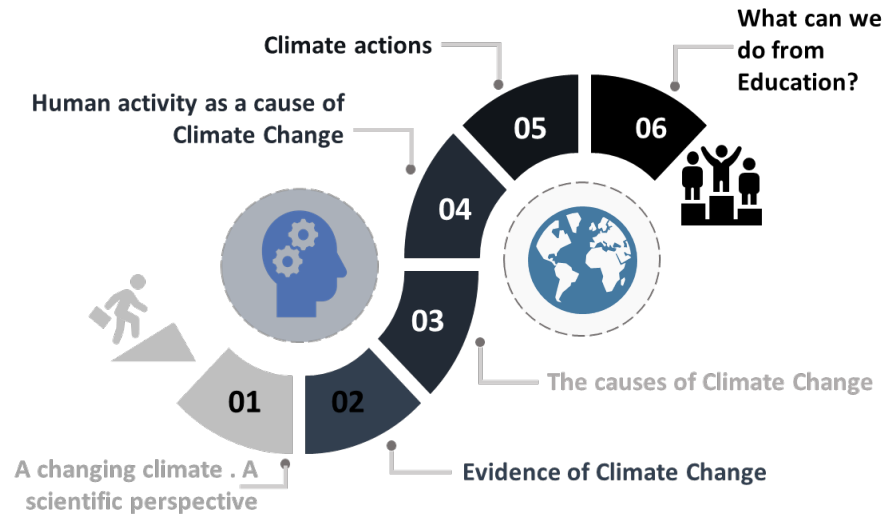 01
A changing climate . A
scientific perspective
02
Evidence of Climate Change
03
The causes of Climate Change
04
Human activity as a cause of
Climate Change
05
Climate actions
06
What can we
do from
Education?